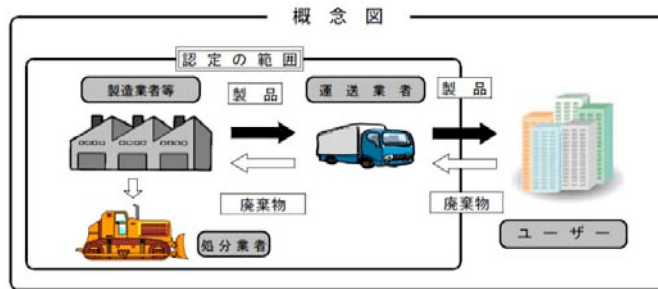 概念図
認定の範囲
製造業者等
製品
運送業者
製品
廃棄物
廃棄物
処分業者
ユーザー